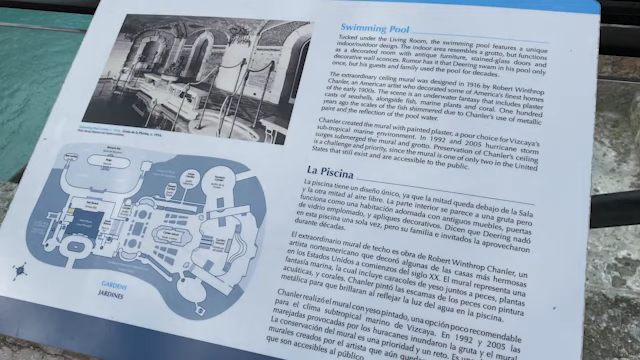 Swimming Pool
Tucked under the Living Room, the swimming pool features a unique
indoor/outdoor design. The indoor area resembles a grotto, but functions
as a decorated room with antique furniture, stained-glass doors and
decorative wall sconces. Rumor has it that Deering swam in his pool only
once, but his guests and family used the pool for decades.
The extraordinary ceiling mural was designed in 1916 by Robert Winthrop
Chanler, an American artist who decorated some of America's finest homes
of the early 1900s. The scene is an underwater fantasy that includes plaster
casts of seashells, alongside fish, marine plants and coral. One hundred
years ago the scales of the fish shimmered due to Chanler's use of metallic
paint and the reflection of the pool water.
Chanler created the mural with painted plaster, a poor choice for Vizcaya's
sub-tropical marine environment. In 1992 and 2005 hurricane storm
surges submerged the mural and grotto. Preservation of Chanler's ceiling
is a challenge and priority, since the mural is one of only two in the United
States that still exist and are accessible to the public.
La Piscina
La piscina tiene un diseño único, ya que la mitad queda debajo de la Sala
y la otra mitad al aire libre. La parte interior se parece a una gruta pero
funciona como una habitación adornada con antiguos muebles, puertas
de vidrio emplomado, y apliques decorativos. Dicen que Deering nadó
en esta piscina una sola vez, pero su familia e invitados la aprovecharon
durante décadas.
El extraordinario mural de techo es obra de Robert Winthrop Chanler, un
artista norteamericano que decoró algunas de las casas más hermosas
en los Estados Unidos a comienzos del siglo XX. El mural representa una
fantasía marina, la cual incluye caracoles de yeso juntos a peces, plantas
acuáticas, y corales. Chanler pintó las escamas de los peces con pintura
metálica para que brillaran al reflejar la luz del agua en la piscina.
Chanler realizó el mural con yeso pintado, una opción poco recomendable
para el clima subtropical marino de Vizcaya. En 1992 y 2005 las
marejadas provocadas por los huracanes inundaron la gruta y el mural.
La conservación del mural es una prioridad y un reto. Es
murales creados por el artista que aún
que son accesibles al público.
GARDENS
JARDINES